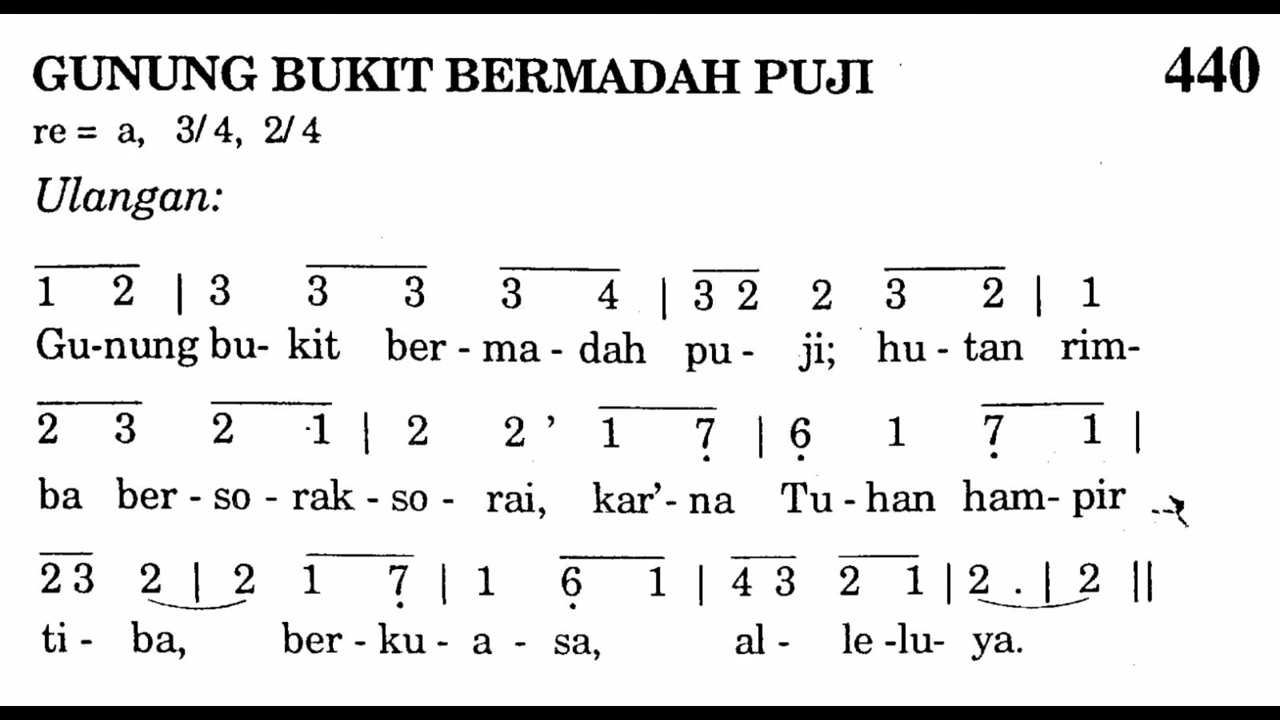 GUNUNG BUKIT BERMADAH PUJI 440
re = a, 3/4, 2/4
Ulangan:
1 2 | 3 3 3 3 4 | 3 2 2 3 2 | 1
Gu-nung bu- kit ber - ma - dah pu - ji; hu - tan rim-
2 3 2 1 | 2 2 ’ 1 7̣ | 6̣ 1 7̣ 1 |
ba ber - so - rak - so - rai, kar’- na Tu - han ham- pir
2 3 2 | 2 1 7̣ | 1 6̣ 1 | 4 3 2 1 | 2 . | 2 ||
ti - ba, ber - ku - a - sa, al - le -lu- ya.